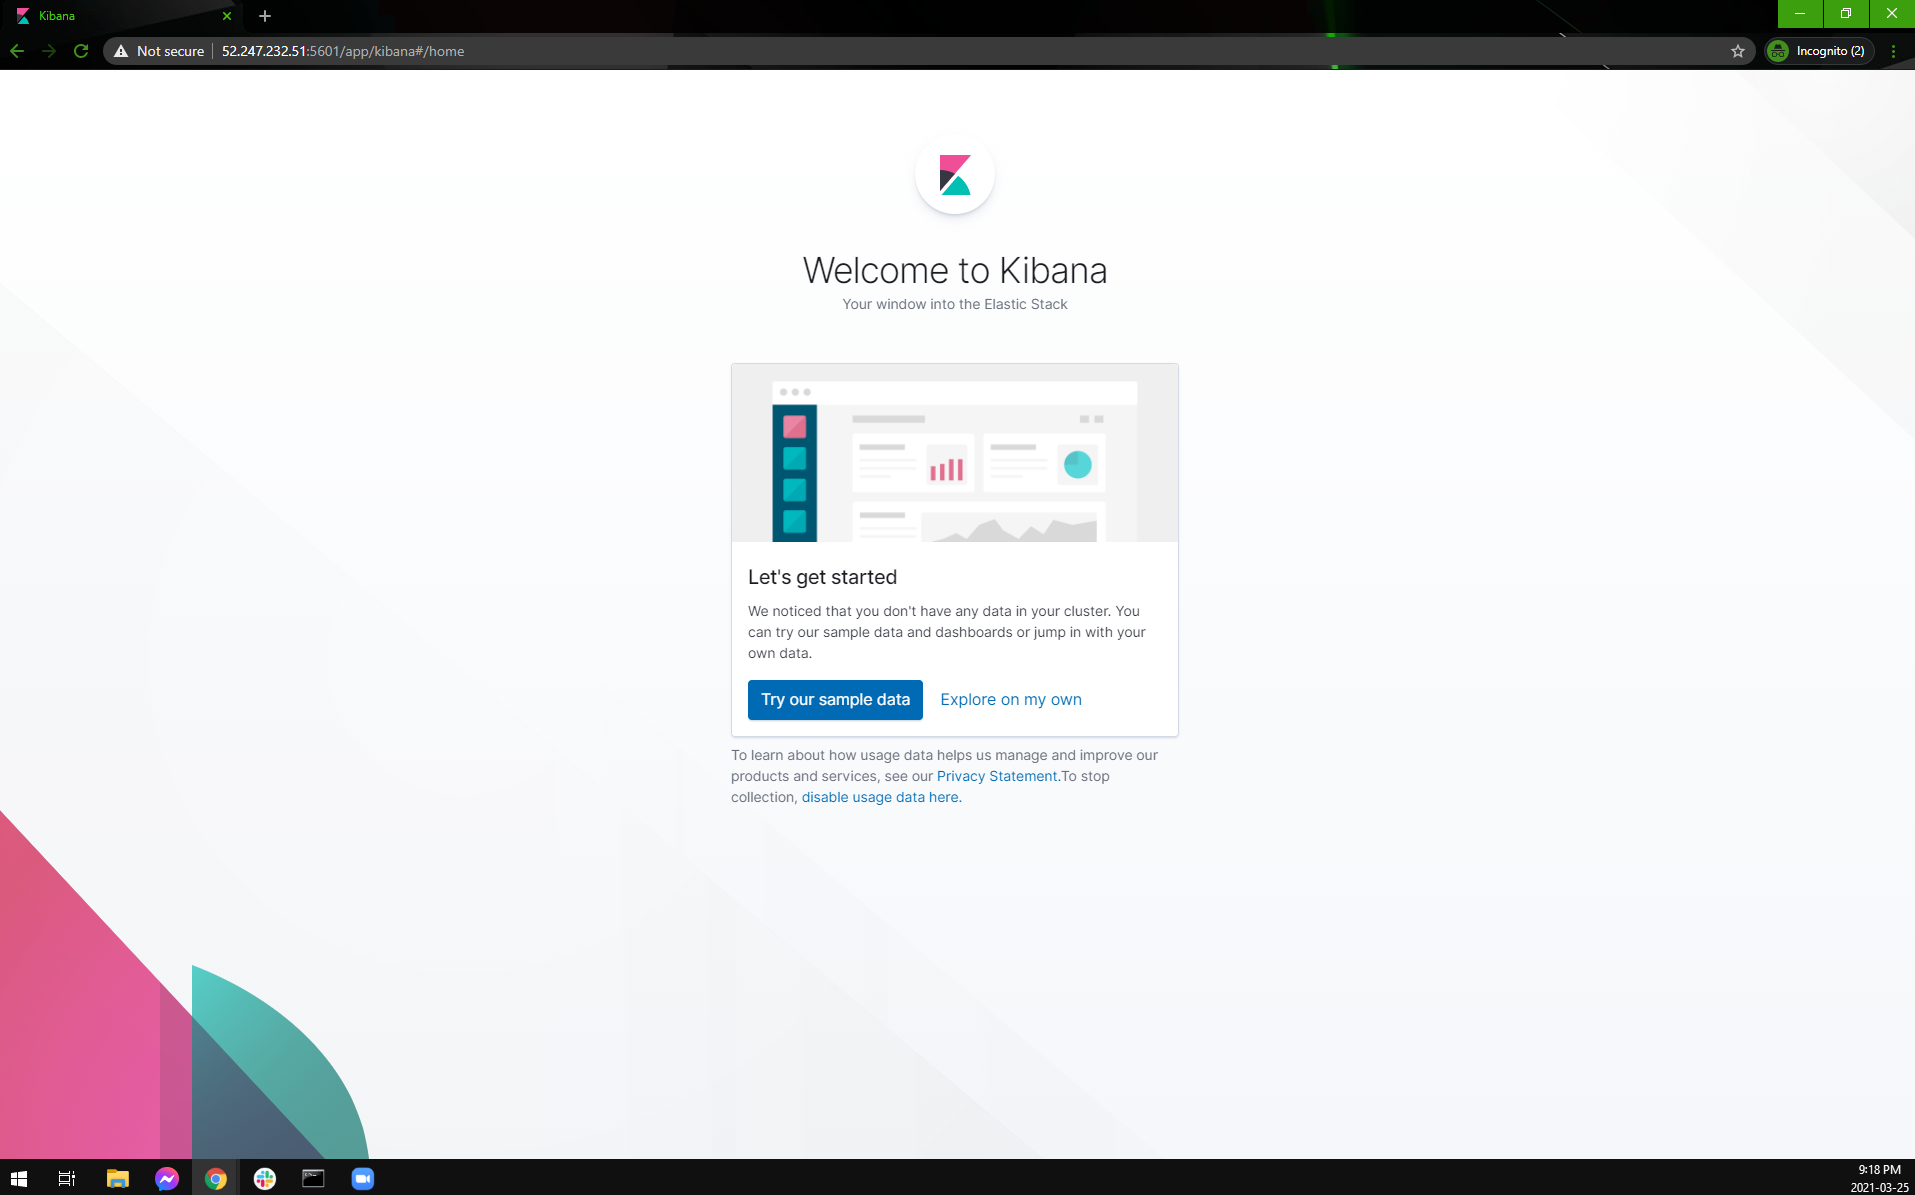 Kibana
Not secure
52.247.232.51:5601/app/kibana#/home
Incognito (2)
Welcome to Kibana
Your window into the Elastic Stack
Let's get started
We noticed that you don't have any data in your cluster. You
can try our sample data and dashboards or jump in with your
own data.
Try our sample data
Explore on my own
To learn about how usage data helps us manage and improve our
products and services, see our Privacy Statement.To stop
collection, disable usage data here.
9:18 PM
2021-03-25